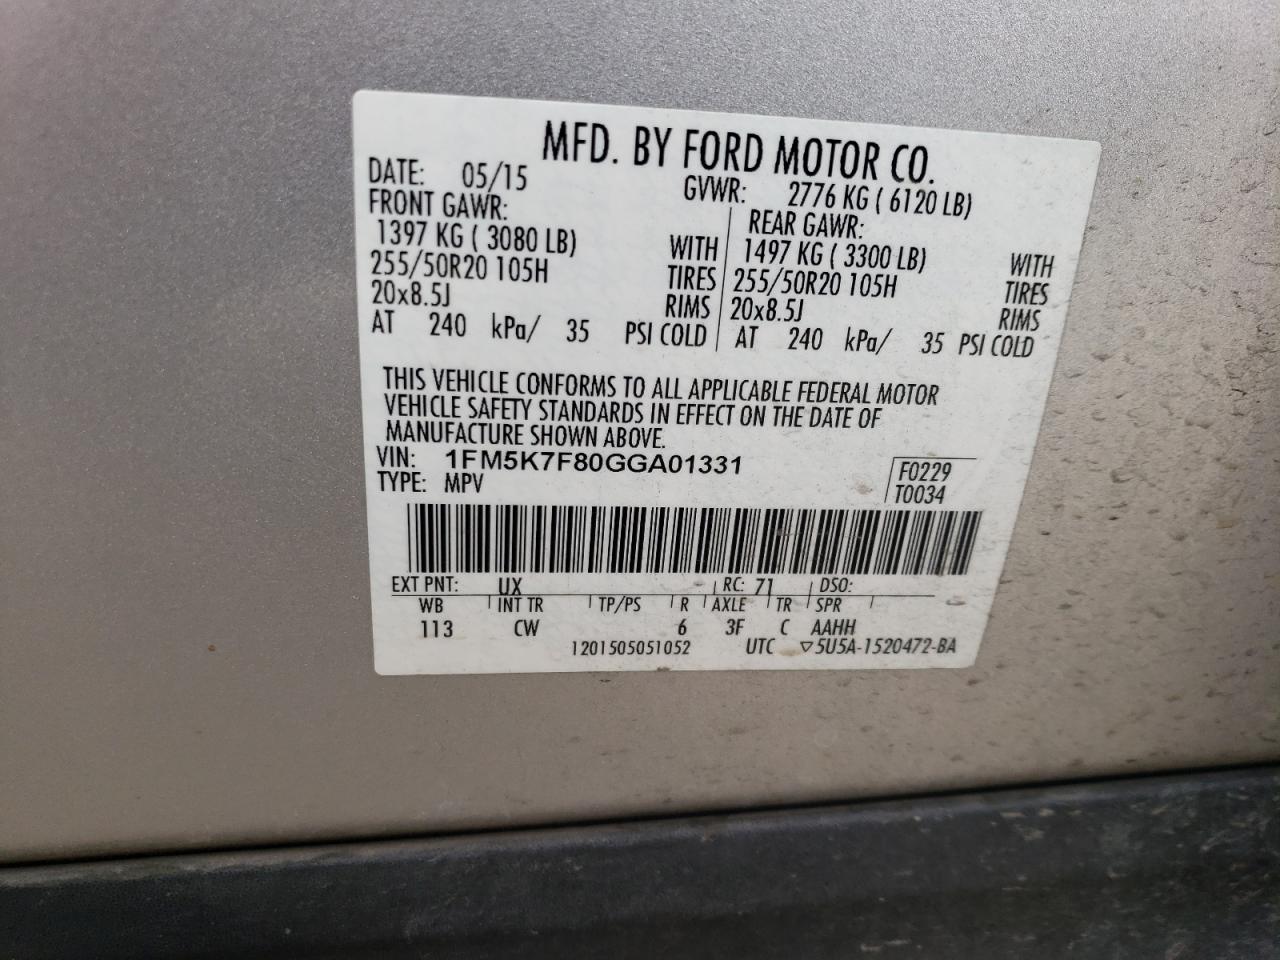 MFD. BY FORD MOTOR CO.
DATE: 05/15 GVWR: 2776 KG ( 6120 LB)
FRONT GAWR: REAR GAWR:
1397 KG ( 3080 LB) WITH 1497 KG ( 3300 LB) WITH
255/50R20 105H TIRES 255/50R20 105H TIRES
20x8.5J RIMS 20x8.5J RIMS
AT 240 kPa/ 35 PSI COLD AT 240 kPa/ 35 PSI COLD
THIS VEHICLE CONFORMS TO ALL APPLICABLE FEDERAL MOTOR
VEHICLE SAFETY STANDARDS IN EFFECT ON THE DATE OF
MANUFACTURE SHOWN ABOVE.
VIN: 1FM5K7F80GGA01331 F0229
TYPE: MPV T0034
EXT PNT: UX RC: 71 DSO:
WB INT TR TP/PS R AXLE TR SPR
113 CW 6 3F C AAHH
1201505051052 UTC ▽5U5A-1520472-BA